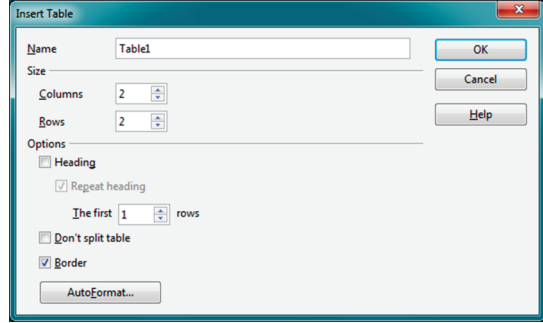 Insert Table
Name Table1 OK
Size Cancel
Columns 2
Rows 2 Help
Options
Heading
Repeat heading
The first 1 rows
Don't split table
Border
AutoFormat...